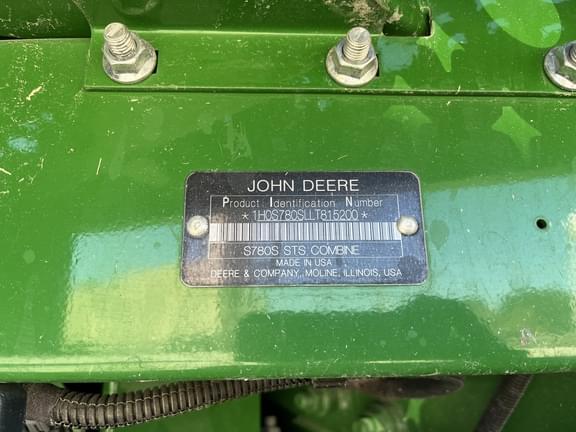 JOHN DEERE
Product Identification Number
*1H0S780SLLT815200*
S780S STS COMBINE
MADE IN USA
DEERE & COMPANY, MOLINE, ILLINOIS, USA